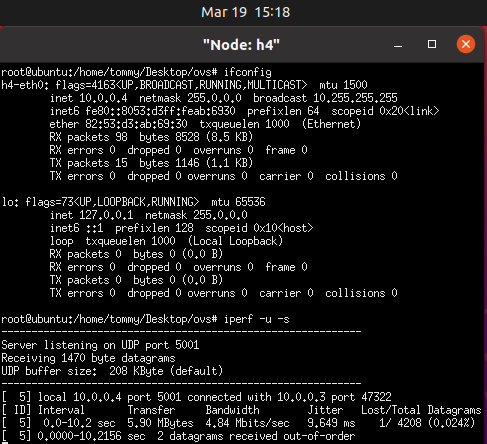 Mar 19  15:18
"Node: h4"
root@ubuntu:/home/tommy/Desktop/ovs# ifconfig
h4-eth0: flags=4163<UP,BROADCAST,RUNNING,MULTICAST>  mtu 1500
        inet 10.0.0.4  netmask 255.0.0.0  broadcast 10.255.255.255
        inet6 fe80::8053:d3ff:feab:6930  prefixlen 64  scopeid 0x20<link>
        ether 82:53:d3:ab:69:30  txqueuelen 1000  (Ethernet)
        RX packets 98  bytes 8528 (8.5 KB)
        RX errors 0  dropped 0  overruns 0  frame 0
        TX packets 15  bytes 1146 (1.1 KB)
        TX errors 0  dropped 0 overruns 0  carrier 0  collisions 0
lo: flags=73<UP,LOOPBACK,RUNNING>  mtu 65536
        inet 127.0.0.1  netmask 255.0.0.0
        inet6 ::1  prefixlen 128  scopeid 0x10<host>
        loop  txqueuelen 1000  (Local Loopback)
        RX packets 0  bytes 0 (0.0 B)
        RX errors 0  dropped 0  overruns 0  frame 0
        TX packets 0  bytes 0 (0.0 B)
        TX errors 0  dropped 0 overruns 0  carrier 0  collisions 0
root@ubuntu:/home/tommy/Desktop/ovs# iperf -u -s
------------------------------------------------------------
Server listening on UDP port 5001
Receiving 1470 byte datagrams
UDP buffer size:  208 KByte (default)
------------------------------------------------------------
[  5] local 10.0.0.4 port 5001 connected with 10.0.0.3 port 47322
[ ID] Interval       Transfer     Bandwidth        Jitter   Lost/Total Datagrams
[  5]  0.0-10.2 sec  5.90 MBytes  4.84 Mbits/sec   9.649 ms    1/ 4208 (0.024%)
[  5] 0.0000-10.2156 sec  2 datagrams received out-of-order